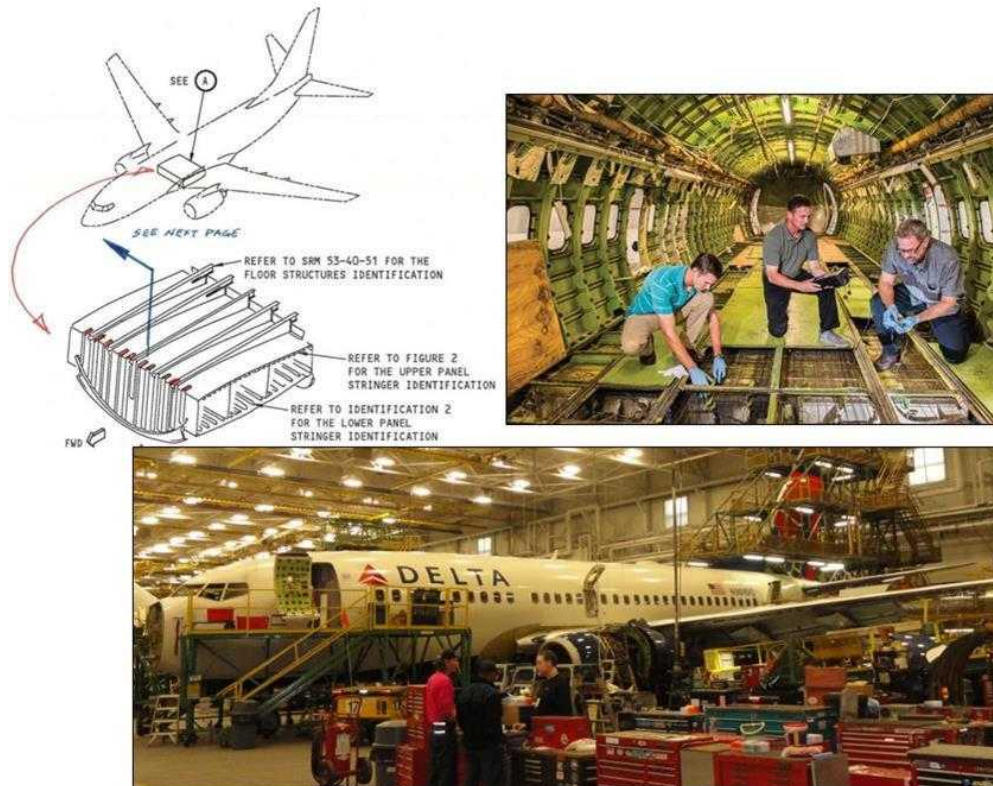 SEE A
SEE NEXT PAGE
REFER TO SRM 53-40-51 FOR THE
FLOOR STRUCTURES IDENTIFICATION
REFER TO FIGURE 2
FOR THE UPPER PANEL
STRINGER IDENTIFICATION
REFER TO IDENTIFICATION 2
FOR THE LOWER PANEL
STRINGER IDENTIFICATION
FWD
DELTA
17